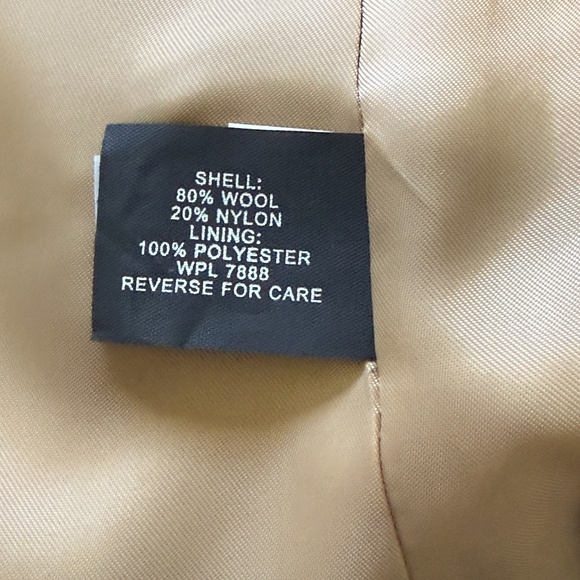 SHELL:
80% WOOL
20% NYLON
LINING:
100% POLYESTER
WPL 7888
REVERSE FOR CARE